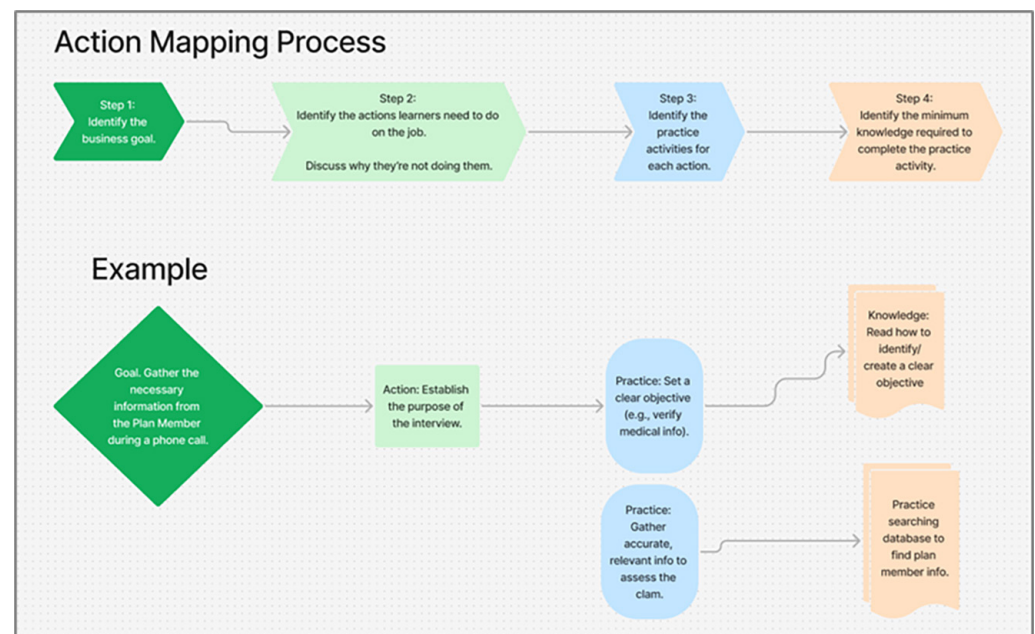 Action Mapping Process
Step 1:
Identify the
business goal.
Step 2:
Identify the actions learners need to do
on the job.
Discuss why they're not doing them.
Step 3:
Identify the
practice
activities for
each action.
Step 4:
Identify the minimum
knowledge required to
complete the practice
activity.
Example
Goal. Gather the
necessary
information from
the Plan Member
during a phone call.
Action: Establish
the purpose of
the interview.
Practice: Set a
clear objective
(e.g., verify
medical info).
Knowledge:
Read how to
identify/
create a clear
objective
Practice:
Gather
accurate,
relevant info to
assess the
clam.
Practice
searching
database to
find plan
member info.